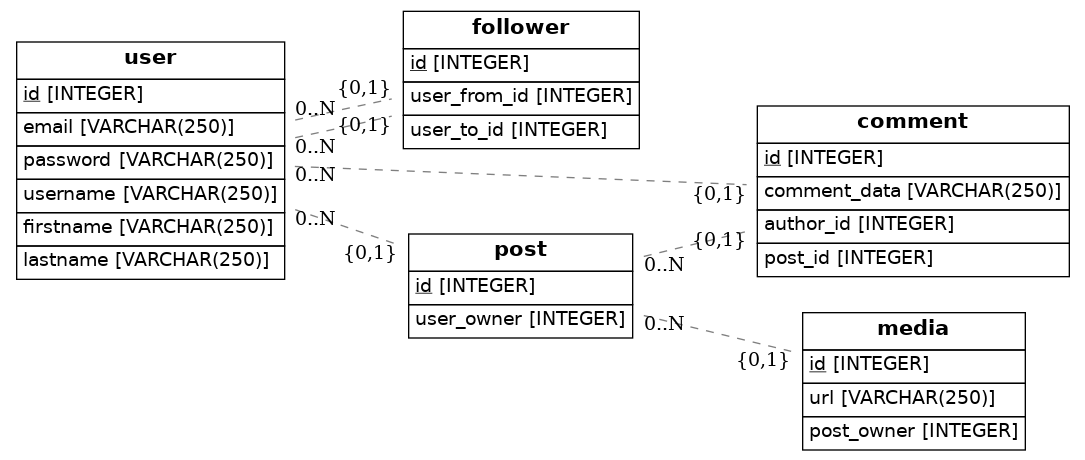 user
id [INTEGER]
email [VARCHAR(250)]
password [VARCHAR(250)]
username [VARCHAR(250)]
firstname [VARCHAR(250)]
lastname [VARCHAR(250)]
follower
id [INTEGER]
user_from_id [INTEGER]
user_to_id [INTEGER]
{0,1}
0..N
{0,1}
0..N
0..N
{0,1}
0..N
{0,1}
post
id [INTEGER]
user_owner [INTEGER]
comment
id [INTEGER]
comment_data [VARCHAR(250)]
author_id [INTEGER]
post_id [INTEGER]
{0,1}
0..N
0..N
{0,1}
media
id [INTEGER]
url [VARCHAR(250)]
post_owner [INTEGER]